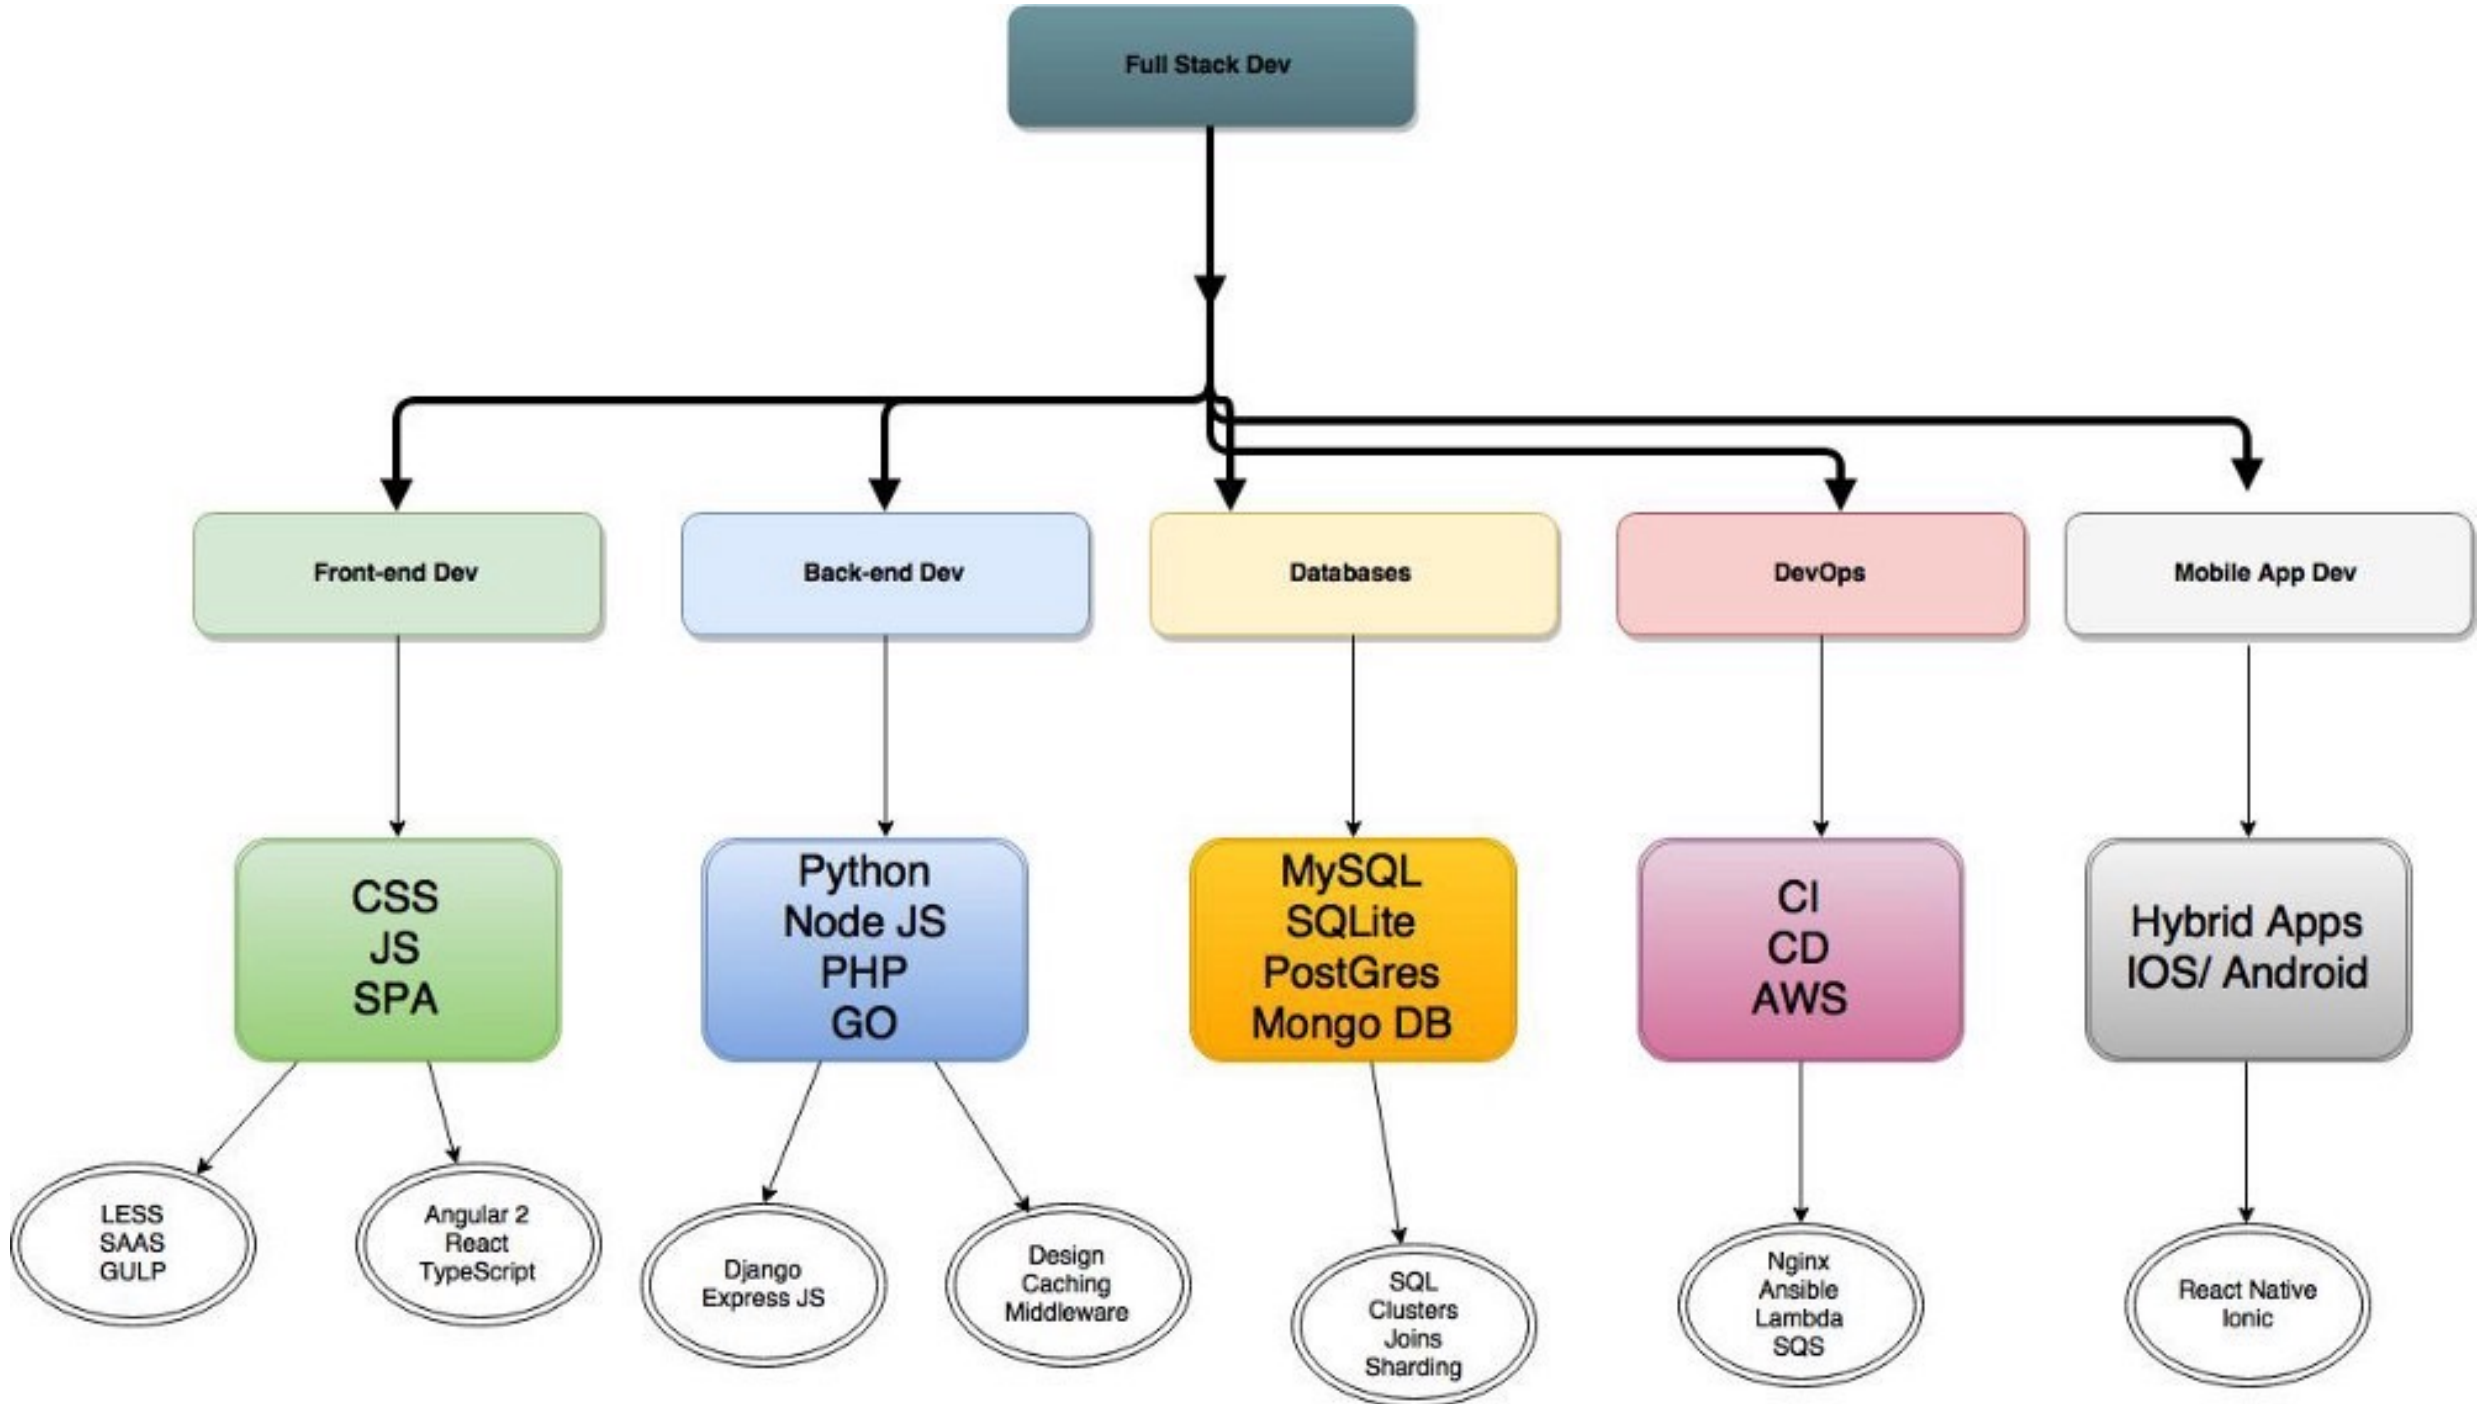 Full Stack Dev
Front-end Dev
Back-end Dev
Databases
DevOps
Mobile App Dev
CSS
JS
SPA
Python
Node JS
PHP
GO
MySQL
SQLite
PostGres
Mongo DB
CI
CD
AWS
Hybrid Apps
IOS/ Android
LESS
SAAS
GULP
Angular 2
React
TypeScript
Django
Express JS
Design
Caching
Middleware
SQL
Clusters
Joins
Sharding
Nginx
Ansible
Lambda
SQS
React Native
Ionic